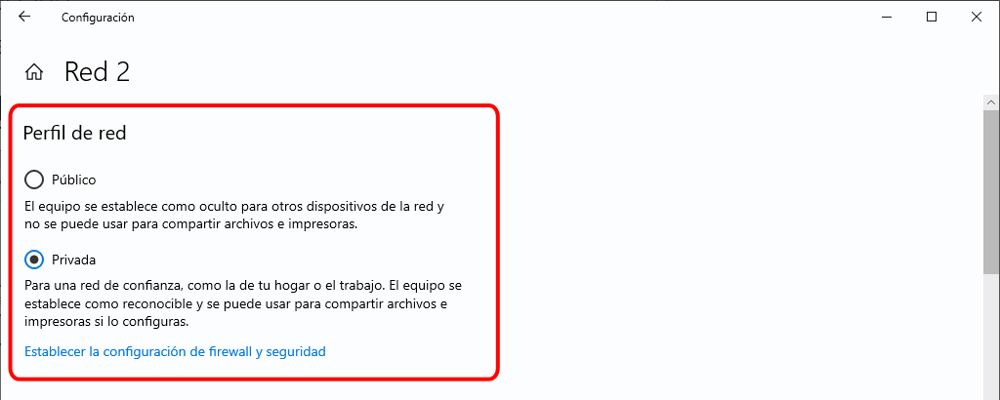 Configuración
Red 2
Perfil de red
Público
El equipo se establece como oculto para otros dispositivos de la red y
no se puede usar para compartir archivos e impresoras.
Privada
Para una red de confianza, como la de tu hogar o el trabajo. El equipo se
establece como reconocible y se puede usar para compartir archivos e
impresoras si lo configuras.
Establecer la configuración de firewall y seguridad